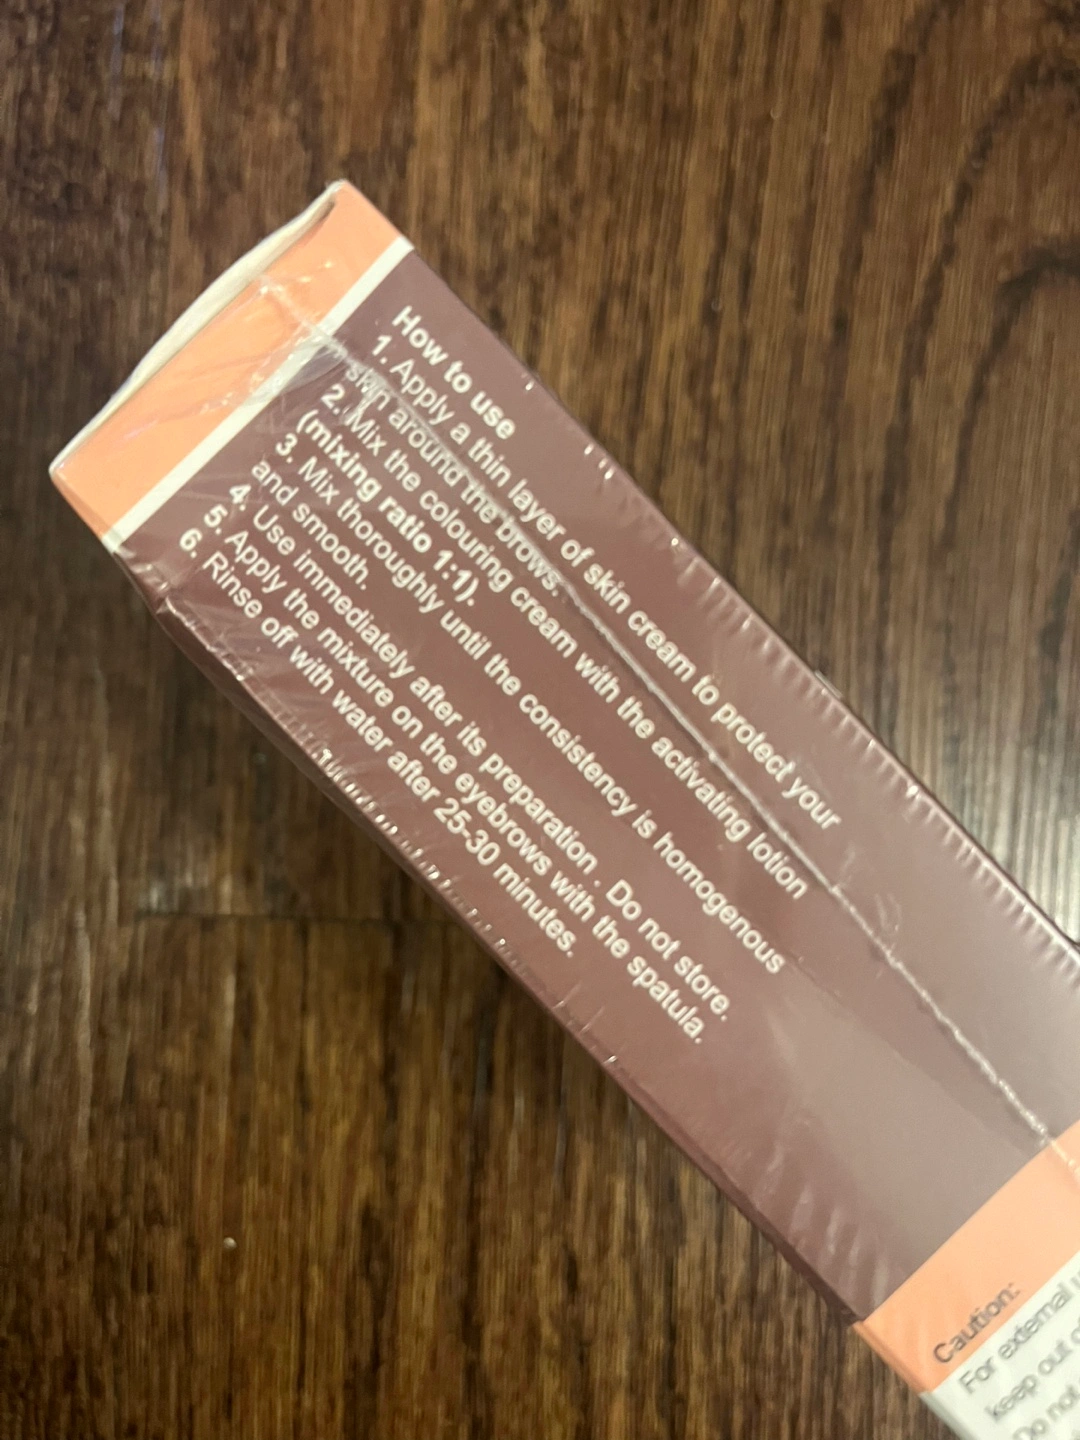 How to use
1. Apply a thin layer of skin cream to protect your
skin around the brows.
2. Mix the colouring cream with the activating lotion
(mixing ratio 1:1).
3. Mix thoroughly until the consistency is homogenous
and smooth.
4. Use immediately after its preparation . Do not store.
5. Apply the mixture on the eyebrows with the spatula.
6. Rinse off with water after 25-30 minutes.
Caution:
For external
keep out
Do not